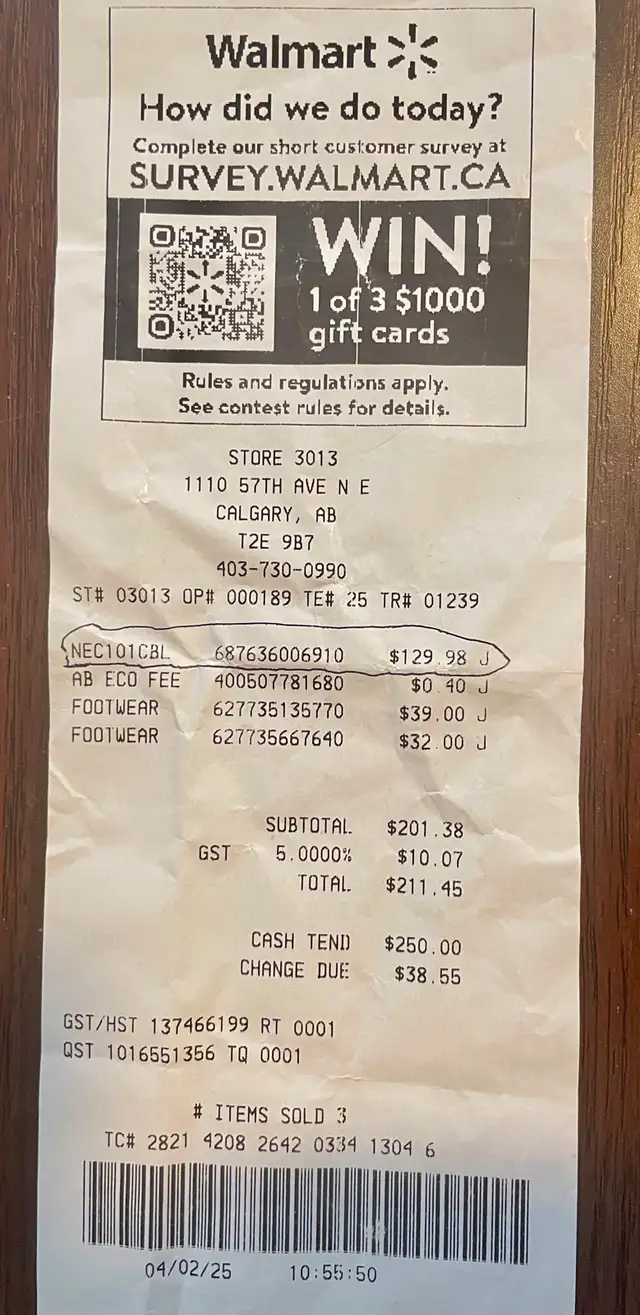 Walmart
How did we do today?
Complete our short customer survey at
SURVEY.WALMART.CA
WIN!
1 of 3 $1000
gift cards
Rules and regulations apply.
See contest rules for details.
STORE 3013
1110 57TH AVE N E
CALGARY, AB
T2E 9B7
403-730-0990
ST# 03013 OP# 000189 TE# 25 TR# 01239
NEC101CBL 687636006910 $129.98 J
AB ECO FEE 400507781680 $0.40 J
FOOTWEAR 627735135770 $39.00 J
FOOTWEAR 627735667640 $32.00 J
SUBTOTAL $201.38
GST 5.0000% $10.07
TOTAL $211.45
CASH TEND $250.00
CHANGE DUE $38.55
GST/HST 137466199 RT 0001
QST 1016551356 TQ 0001
# ITEMS SOLD 3
TC# 2821 4208 2642 0334 1304 6
04/02/25 10:55:50